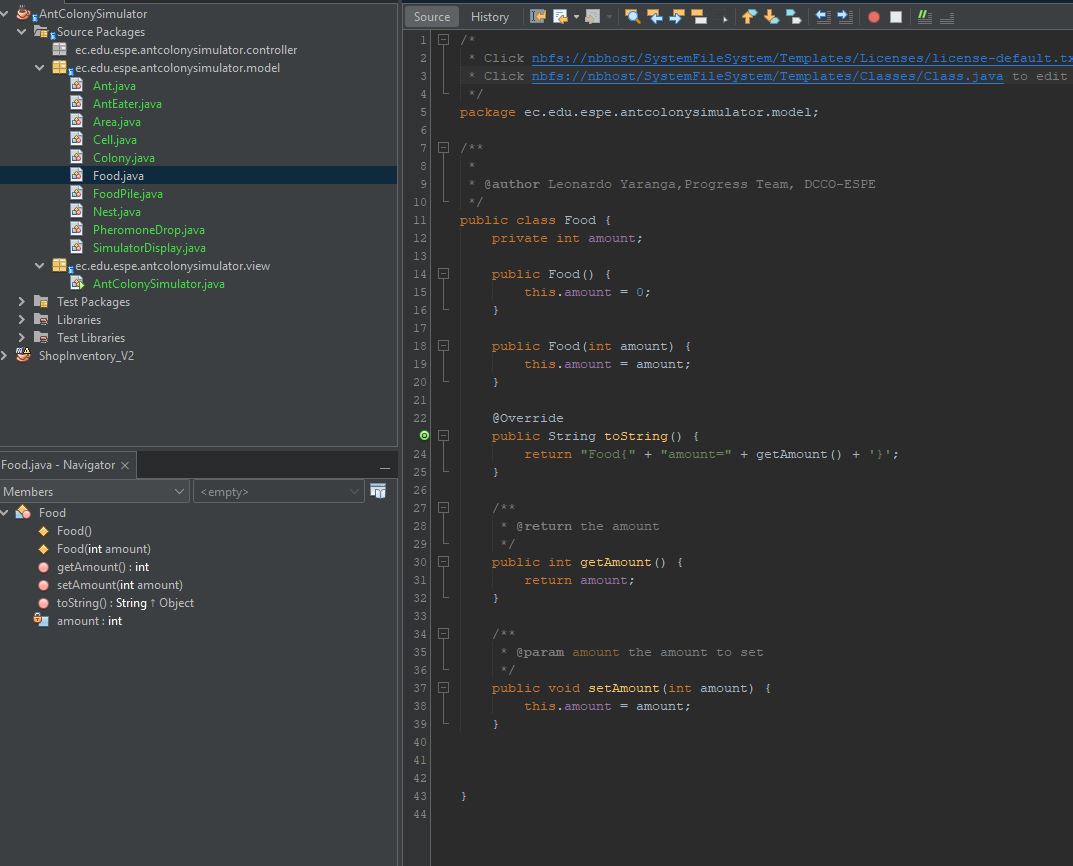 AntColonySimulator
Source Packages
ec.edu.espe.antcolonysimulator.controller
ec.edu.espe.antcolonysimulator.model
Ant.java
AntEater.java
Area.java
Cell.java
Colony.java
Food.java
FoodPile.java
Nest.java
PheromoneDrop.java
SimulatorDisplay.java
ec.edu.espe.antcolonysimulator.view
AntColonySimulator.java
Test Packages
Libraries
Test Libraries
ShopInventory_V2
Food.java - Navigator
Members
<empty>
Food
Food()
Food(int amount)
getAmount() : int
setAmount(int amount)
toString() : String ↑ Object
amount : int
Source History
1 /*
2 * Click nbfs://nbhost/SystemFileSystem/Templates/Licenses/license-default.tx
3 * Click nbfs://nbhost/SystemFileSystem/Templates/Classes/Class.java to edit
4 */
5 package ec.edu.espe.antcolonysimulator.model;
6
7 /**
8 *
9 * @author Leonardo Yaranga,Progress Team, DCCO-ESPE
10 */
11 public class Food {
12 private int amount;
13
14 public Food() {
15 this.amount = 0;
16 }
17
18 public Food(int amount) {
19 this.amount = amount;
20 }
21
22 @Override
public String toString() {
24 return "Food{" + "amount=" + getAmount() + '}';
25 }
26
27 /**
28 * @return the amount
29 */
30 public int getAmount() {
31 return amount;
32 }
33
34 /**
35 * @param amount the amount to set
36 */
37 public void setAmount(int amount) {
38 this.amount = amount;
39 }
40
41
42
43 }
44